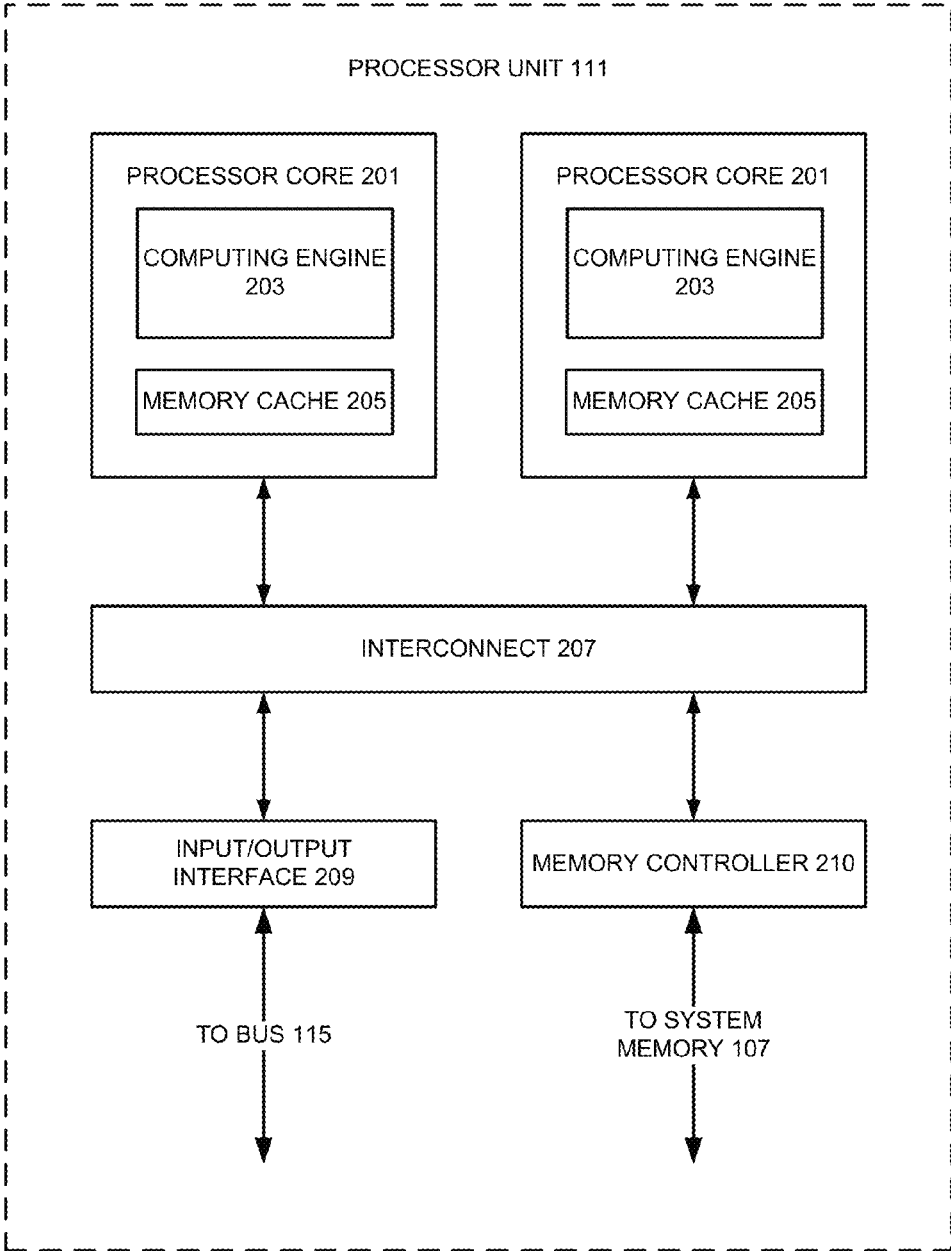 PROCESSOR UNIT 111
PROCESSOR CORE 201
COMPUTING ENGINE
203
MEMORY CACHE 205
PROCESSOR CORE 201
COMPUTING ENGINE
203
MEMORY CACHE 205
INTERCONNECT 207
INPUT/OUTPUT
INTERFACE 209
MEMORY CONTROLLER 210
TO BUS 115
TO SYSTEM
MEMORY 107